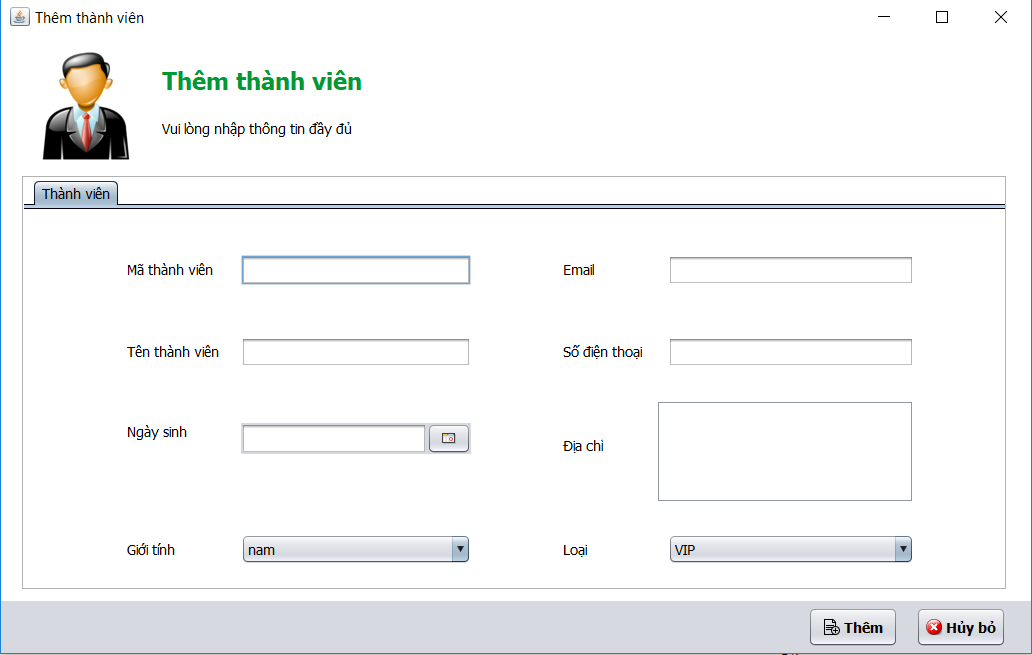 Thêm thành viên
Thêm thành viên
Vui lòng nhập thông tin đầy đủ
Thành viên
Mã thành viên
Email
Tên thành viên
Số điện thoại
Ngày sinh
Địa chỉ
Giới tính
nam
Loại
VIP
Thêm
Hủy bỏ